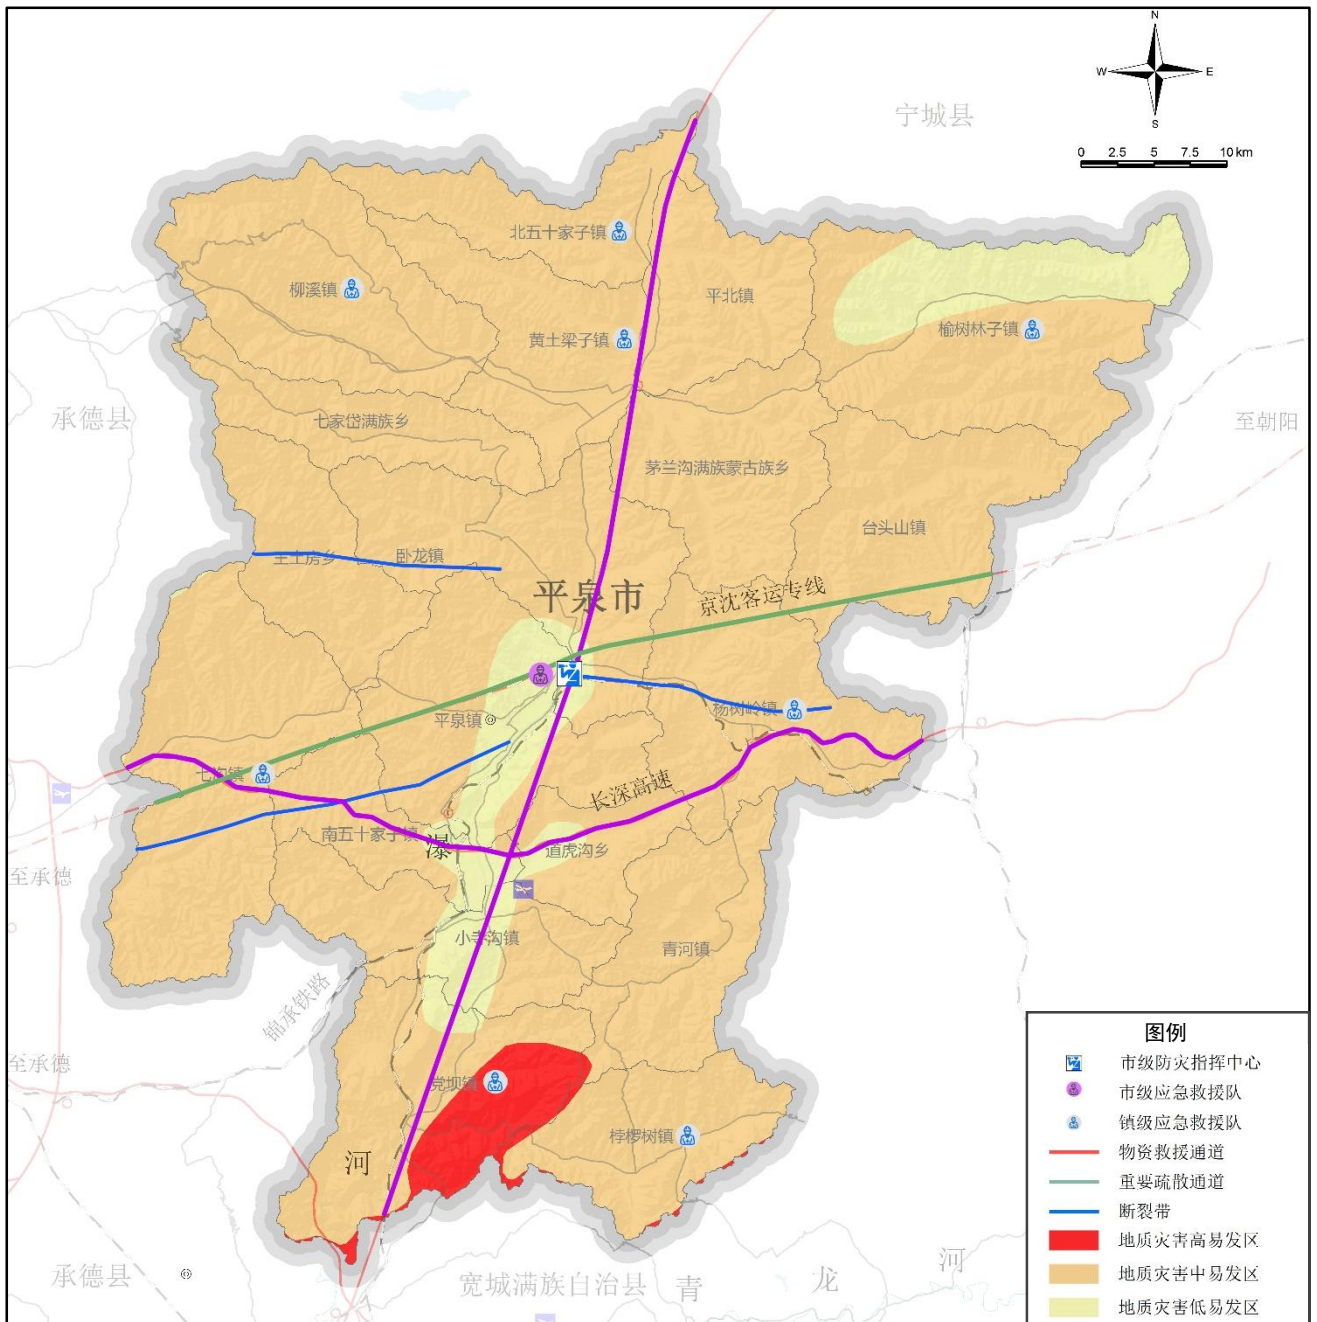 N
W
E
S
0 2.5 5 7.5 10 km
宁城县
北五十家子镇
柳溪镇
平北镇
榆树林子镇
黄土梁子镇
承德县
七家岱满族乡
至朝阳
茅兰沟满族蒙古族乡
台头山镇
王土房乡
卧龙镇
平泉市
京沈客运专线
平泉镇
杨树岭镇
七沟镇
长深高速
南五十家子镇
瀑
道虎沟乡
至承德
小寺沟镇
青河镇
锦承铁路
至承德
党坝镇
桲椤树镇
河
承德县
宽城满族自治县
青
龙
河
图例
市级防灾指挥中心
市级应急救援队
镇级应急救援队
物资救援通道
重要疏散通道
断裂带
地质灾害高易发区
地质灾害中易发区
地质灾害低易发区